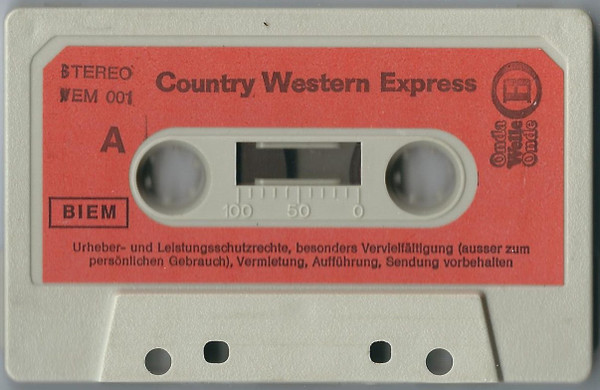 STEREO
WEM 001
Country Western Express
E
Onda
Welle
Onde
A
BIEM
100 50 0
Urheber- und Leistungsschutzrechte, besonders Vervielfältigung (ausser zum
persönlichen Gebrauch), Vermietung, Aufführung, Sendung vorbehalten